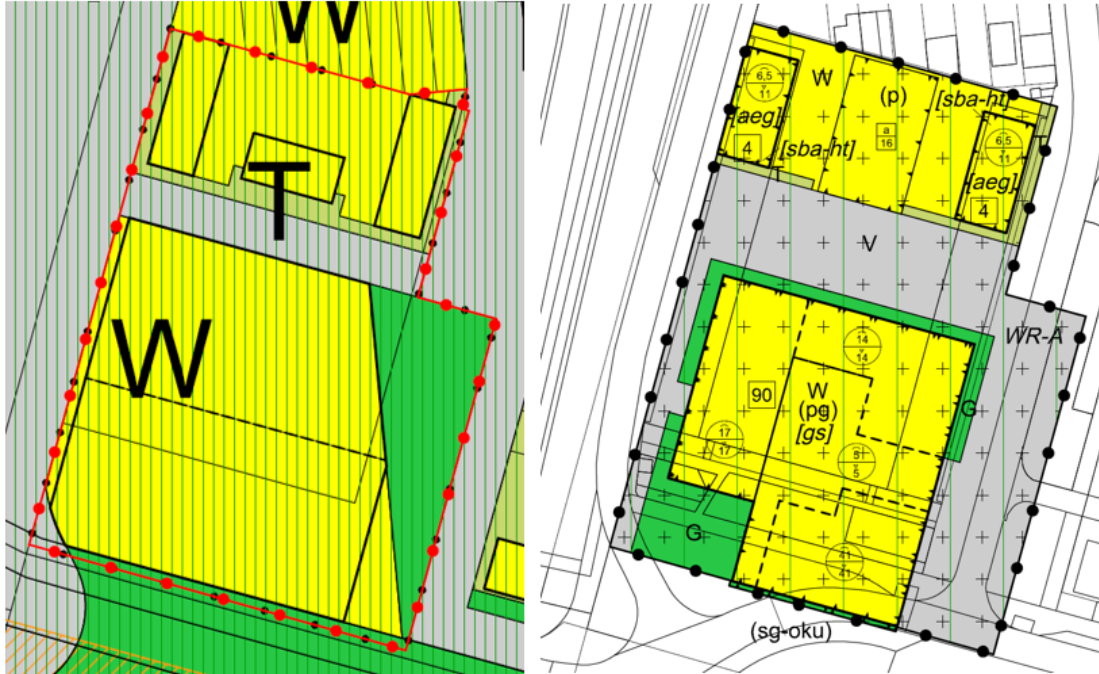 W
T
W
6,5
11
[aeg]
4
W
[sba-ht]
(p)
a
16
[sba-ht]
6,5
11
[aeg]
4
T
T
V
WR-A
14
14
90
W
(pg)
[gs]
G
17
17
5
5
G
41
41
(sg-oku)